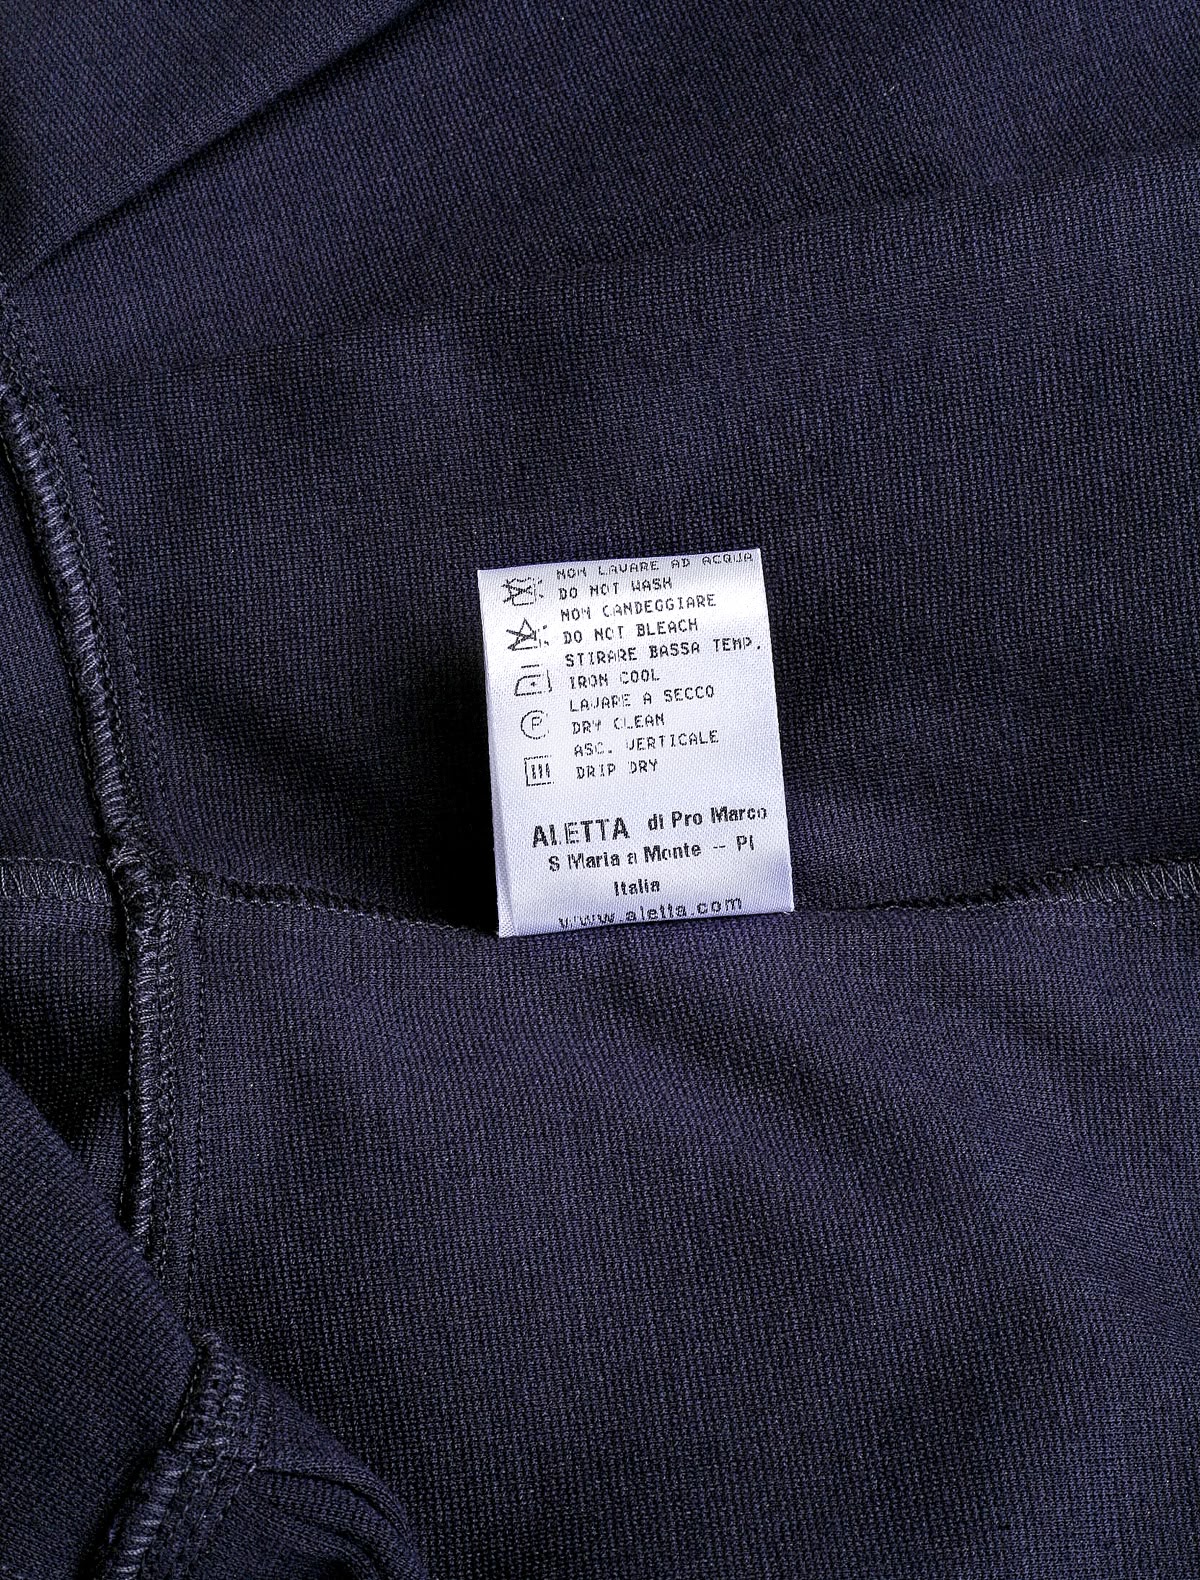 NON LAVARE AD ACQUA
DO NOT WASH
NON CANDEGGIARE
DO NOT BLEACH
STIRARE BASSA TEMP.
IRON COOL
LAVARE A SECCO
P
DRY CLEAN
ASC. VERTICALE
DRIP DRY
ALETTA di Pro Marco
S Maria a Monte -- PI
Italia
www.aletta.com